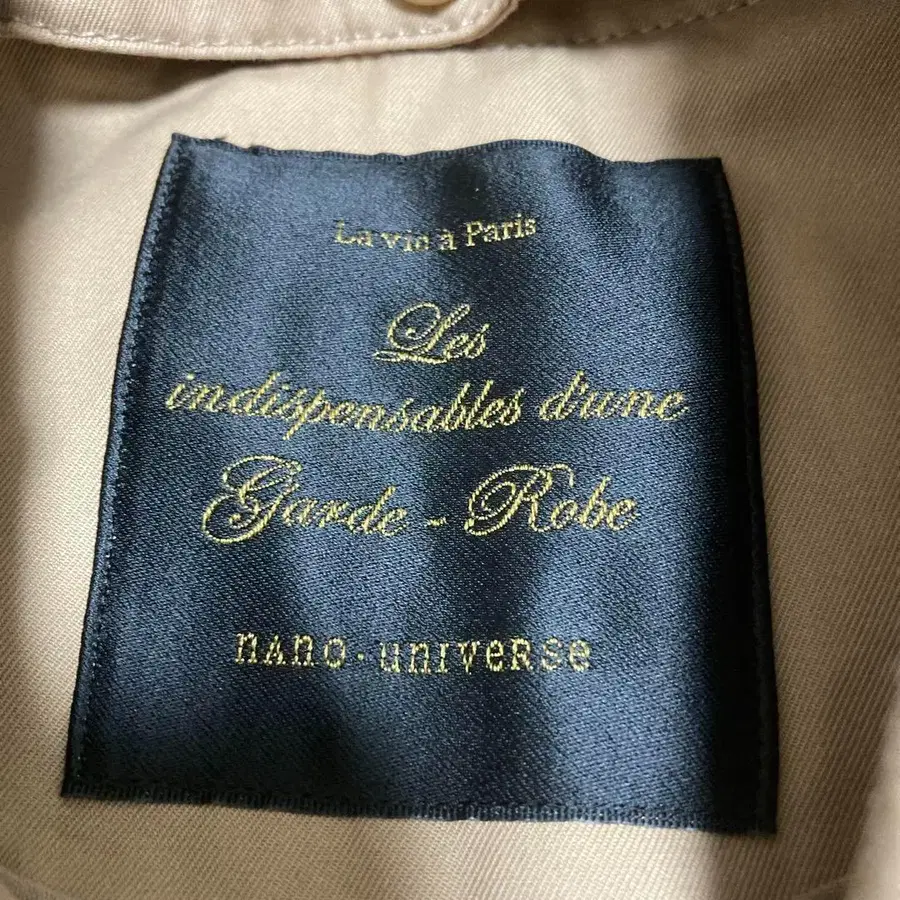 La vie à Paris
Les
indispensables d'une
Garde - Robe
nano·universe